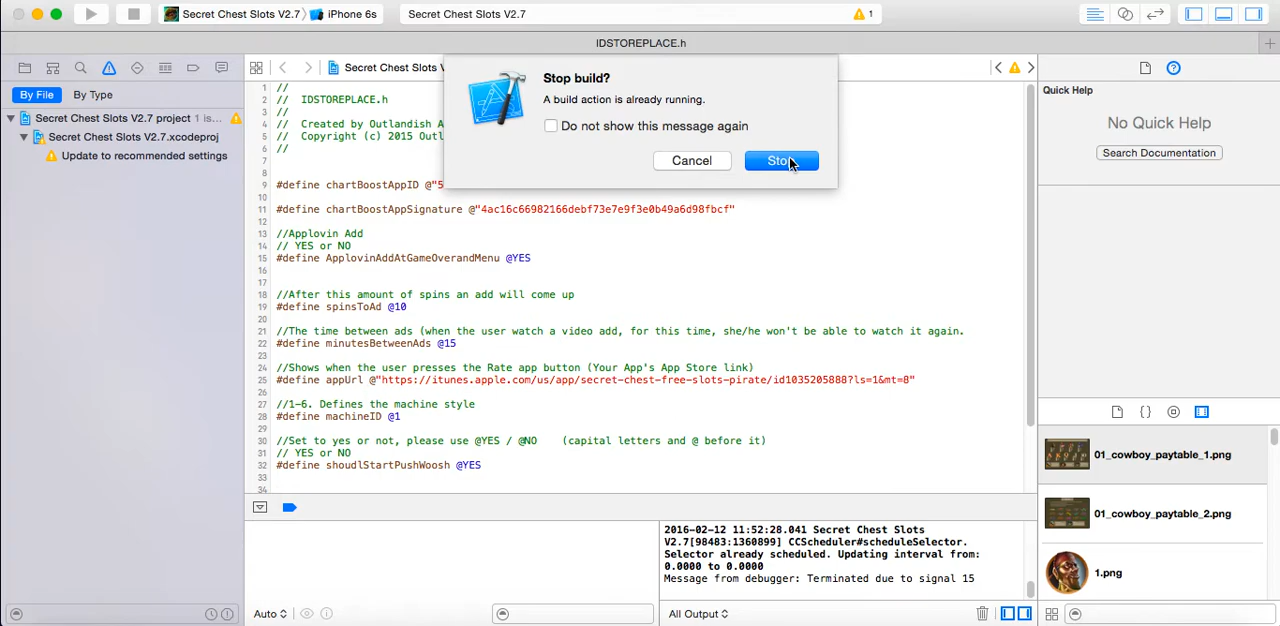 Secret Chest Slots V2.7 iPhone 6s
Secret Chest Slots V2.7
1
IDSTOREPLACE.h
By File By Type
Secret Chest Slots V2.7 project 1 is...
Secret Chest Slots V2.7.xcodeproj
Update to recommended settings
Secret Chest Slots V
Stop build?
A build action is already running.
Do not show this message again
Cancel
Stop
1 //
2 // IDSTOREPLACE.h
3 //
4 // Created by Outlandish A
5 // Copyright (c) 2015 Outl
6 //
7
8
9 #define chartBoostAppID @"5
10
11 #define chartBoostAppSignature @"4ac16c66982166debf73e7e9f3e0b49a6d98fbcf"
12
13 //Applovin Add
14 // YES or NO
15 #define ApplovinAddAtGameOverandMenu @YES
16
17
18 //After this amount of spins an add will come up
19 #define spinsToAd @10
20
21 //The time between ads (when the user watch a video add, for this time, she/he won't be able to watch it again.
22 #define minutesBetweenAds @15
23
24 //Shows when the user presses the Rate app button (Your App's App Store link)
25 #define appUrl @"https://itunes.apple.com/us/app/secret-chest-free-slots-pirate/id1035205888?ls=1&mt=8"
26
27 //1-6. Defines the machine style
28 #define machineID @1
29
30 //Set to yes or not, please use @YES / @NO (capital letters and @ before it)
31 // YES or NO
32 #define shoudlStartPushWoosh @YES
33
34
Auto
2016-02-12 11:52:28.041 Secret Chest Slots
V2.7[98483:1360899] CCScheduler#scheduleSelector.
Selector already scheduled. Updating interval from:
0.0000 to 0.0000
Message from debugger: Terminated due to signal 15
All Output
Quick Help
No Quick Help
Search Documentation
01_cowboy_paytable_1.png
01_cowboy_paytable_2.png
1.png